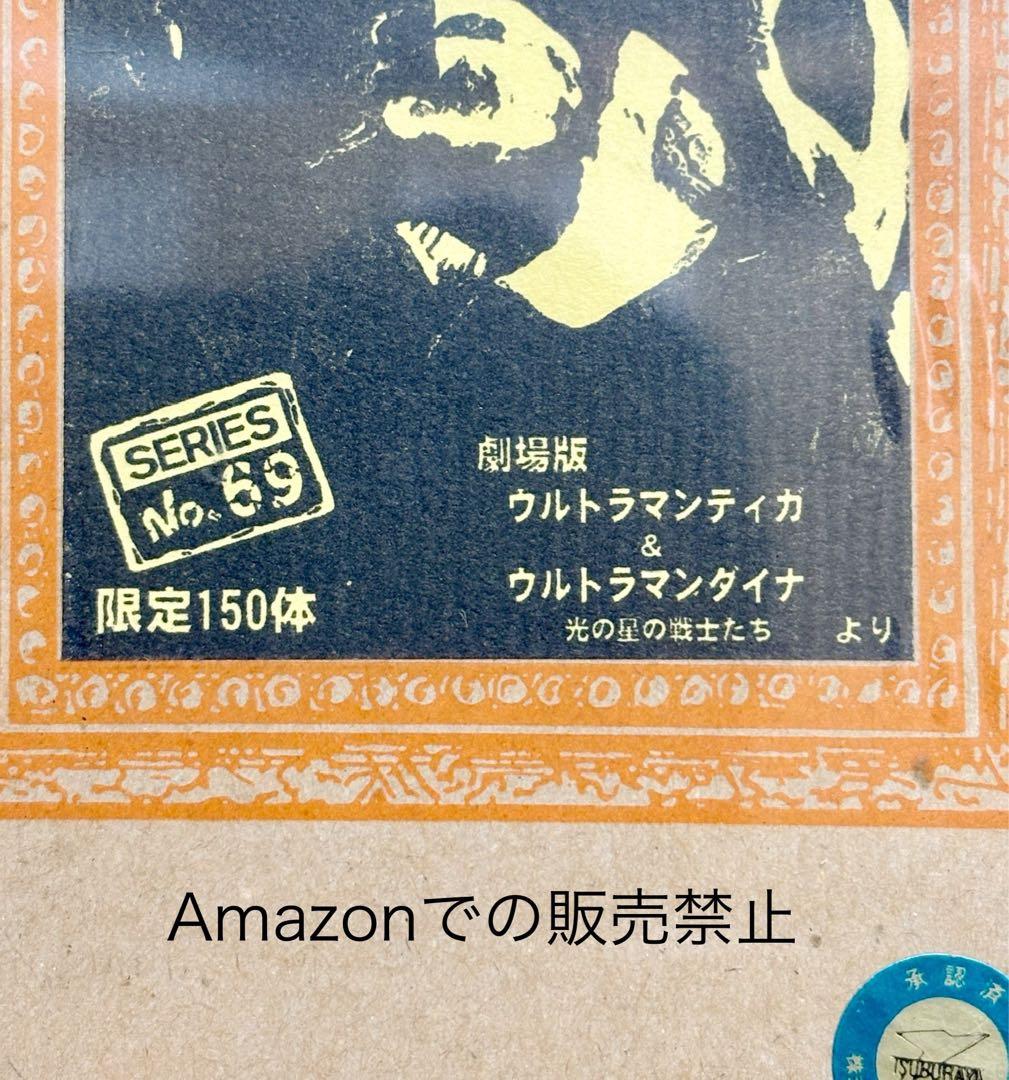 SERIES
No.69
限定150体
劇場版
ウルトラマンティガ
&
ウルトラマンダイナ
光の星の戦士たち より
Amazonでの販売禁止
承認済
TSUBURAYA